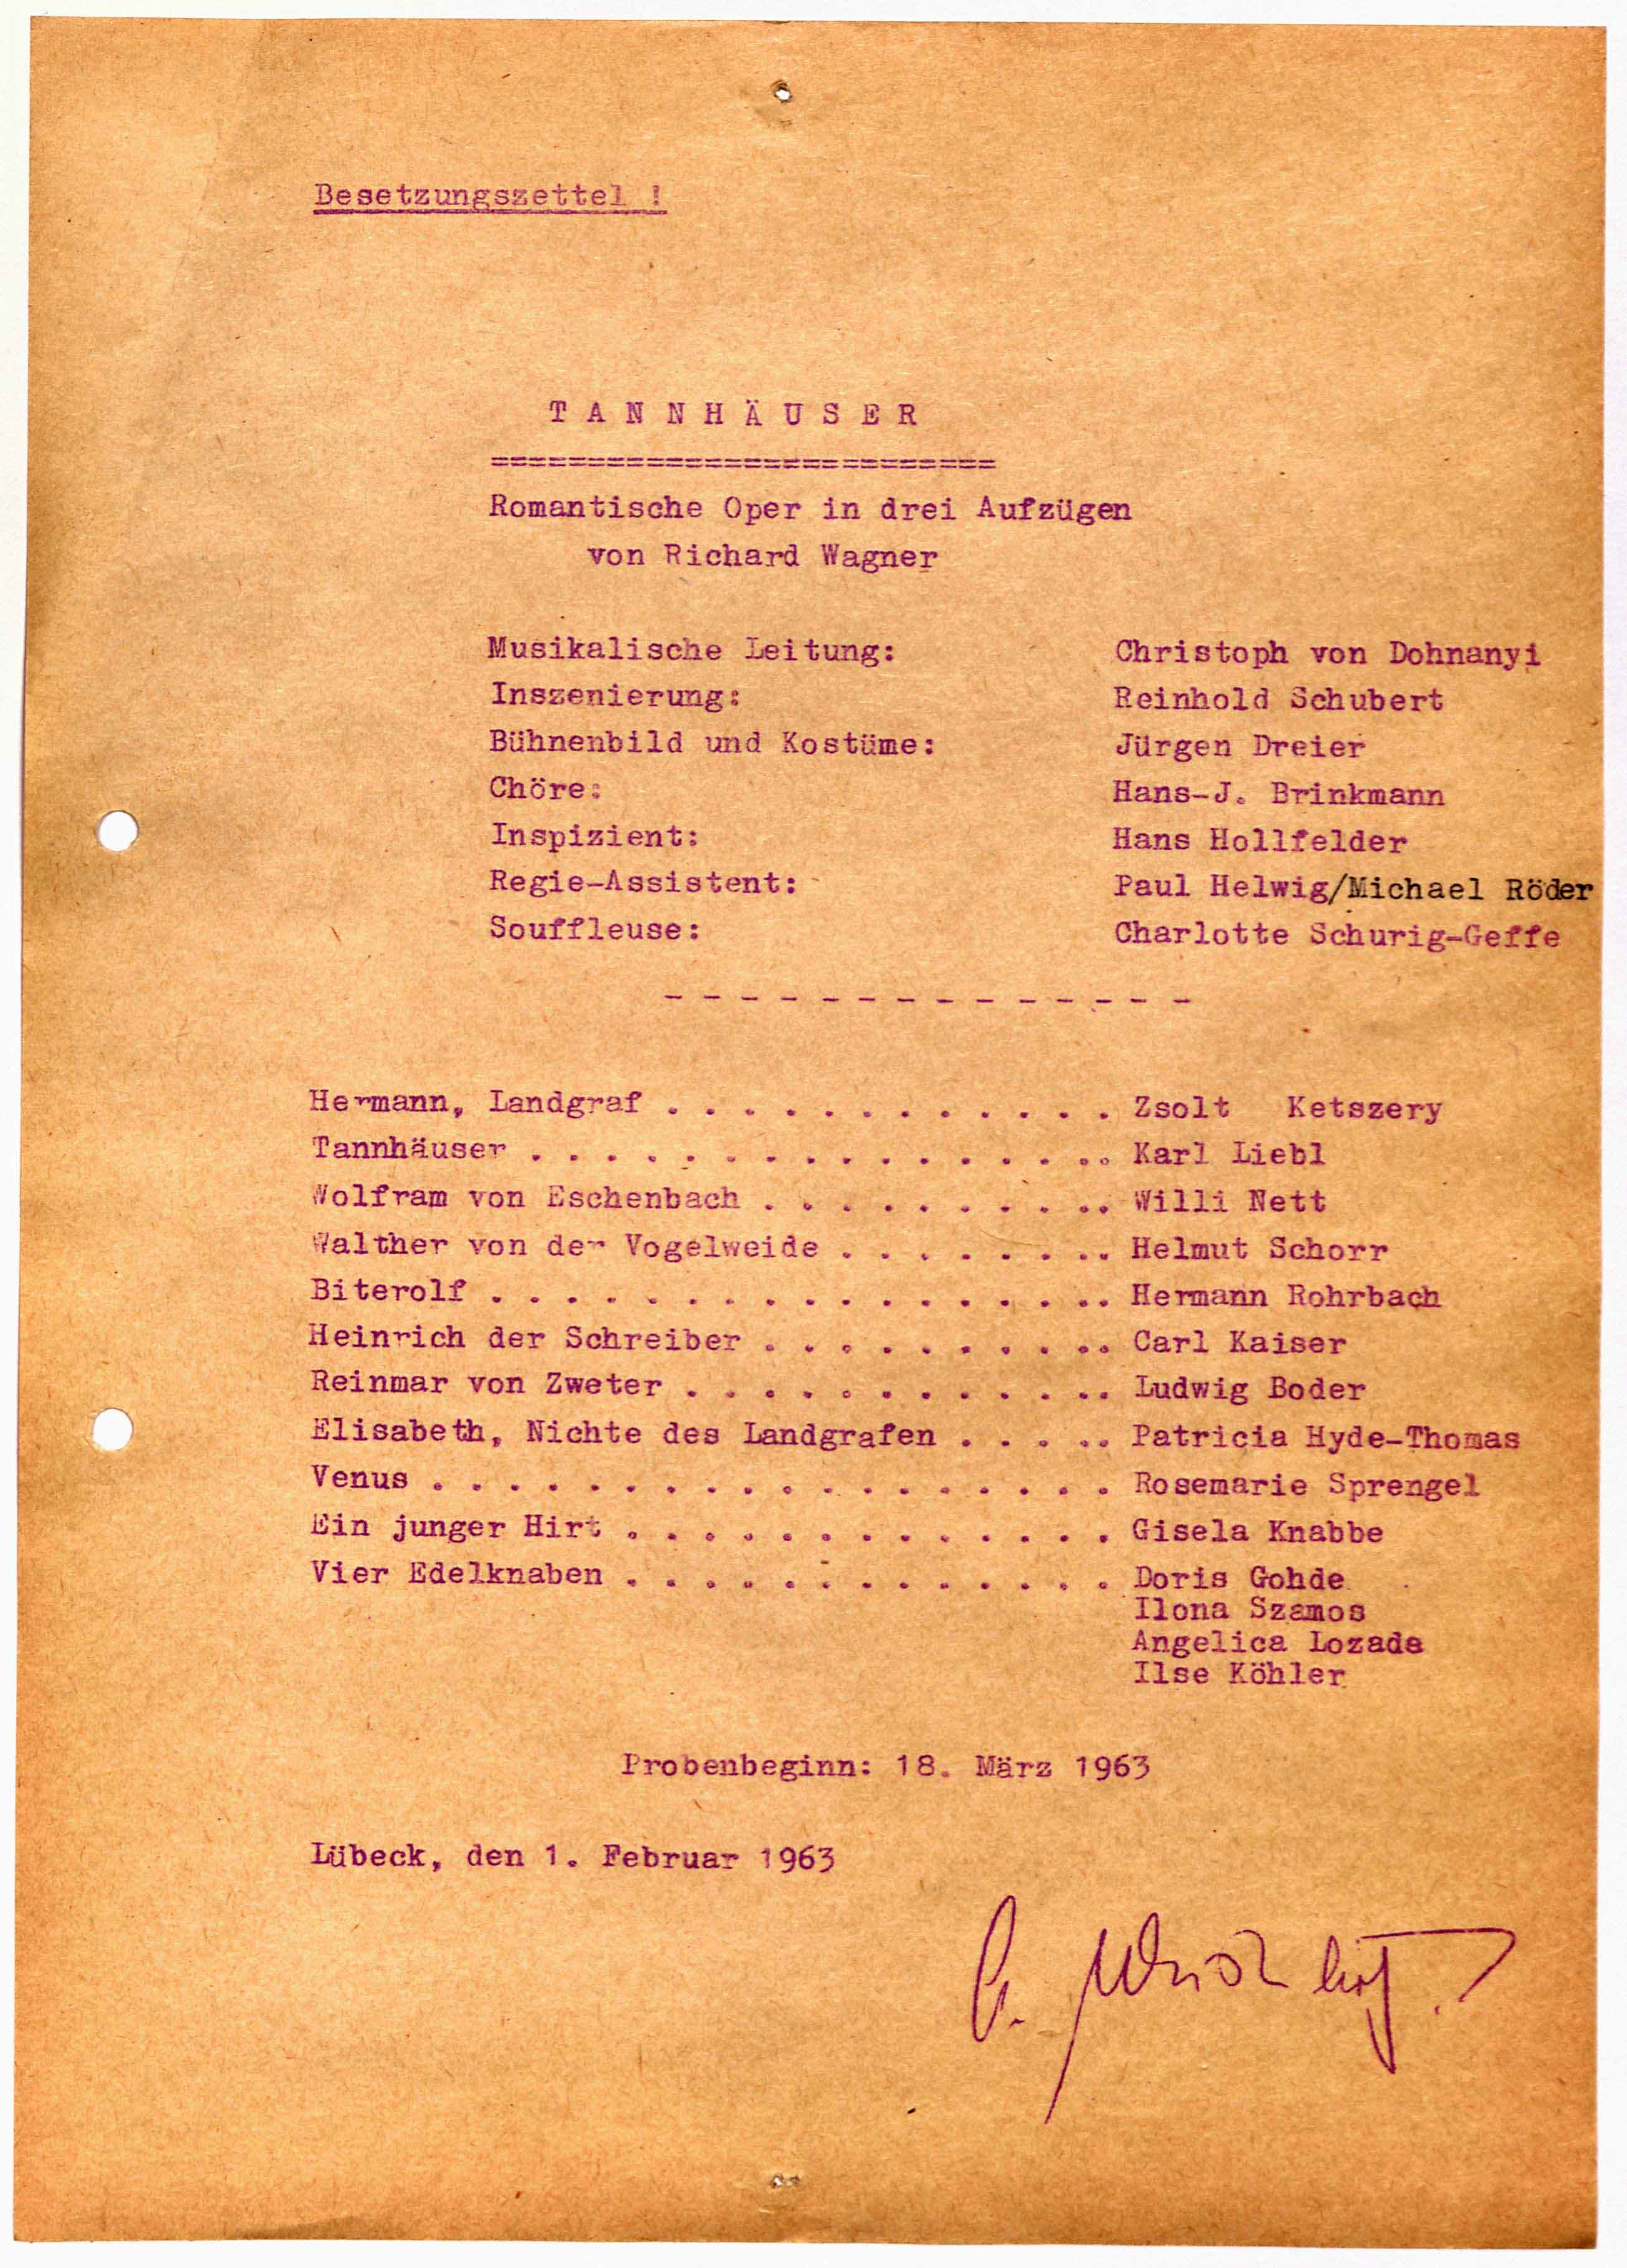 Besetzungszettel !
T A N N H Ä U S E R
==========================
Romantische Oper in drei Aufzügen
von Richard Wagner
Musikalische Leitung: Christoph von Dohnanyi
Inszenierung: Reinhold Schubert
Bühnenbild und Kostüme: Jürgen Dreier
Chöre: Hans-J. Brinkmann
Inspizient: Hans Hollfelder
Regie-Assistent: Paul Helwig/Michael Röder
Souffleuse: Charlotte Schurig-Geffe
- - - - - - - - - - - - - -
Hermann, Landgraf . . . . . . . . . . . . Zsolt Ketszery
Tannhäuser . . . . . . . . . . . . . . . .. Karl Liebl
Wolfram von Eschenbach . . . . . . . . . .. Willi Nett
Walther von der Vogelweide . . . . . . . .. Helmut Schorr
Biterolf . . . . . . . . . . . . . . . . .. Hermann Rohrbach
Heinrich der Schreiber . . . . . . . . . .. Carl Kaiser
Reinmar von Zweter . . . . . . . . . . . .. Ludwig Boder
Elisabeth, Nichte des Landgrafen . . . . .. Patricia Hyde-Thomas
Venus . . . . . . . . . . . . . . . . . . Rosemarie Sprengel
Ein junger Hirt . . . . . . . . . . . . . Gisela Knabbe
Vier Edelknaben . . . . . . . . . . . . . Doris Gohde
Ilona Szamos
Angelica Lozada
Ilse Köhler
Probenbeginn: 18. März 1963
Lübeck, den 1. Februar 1963